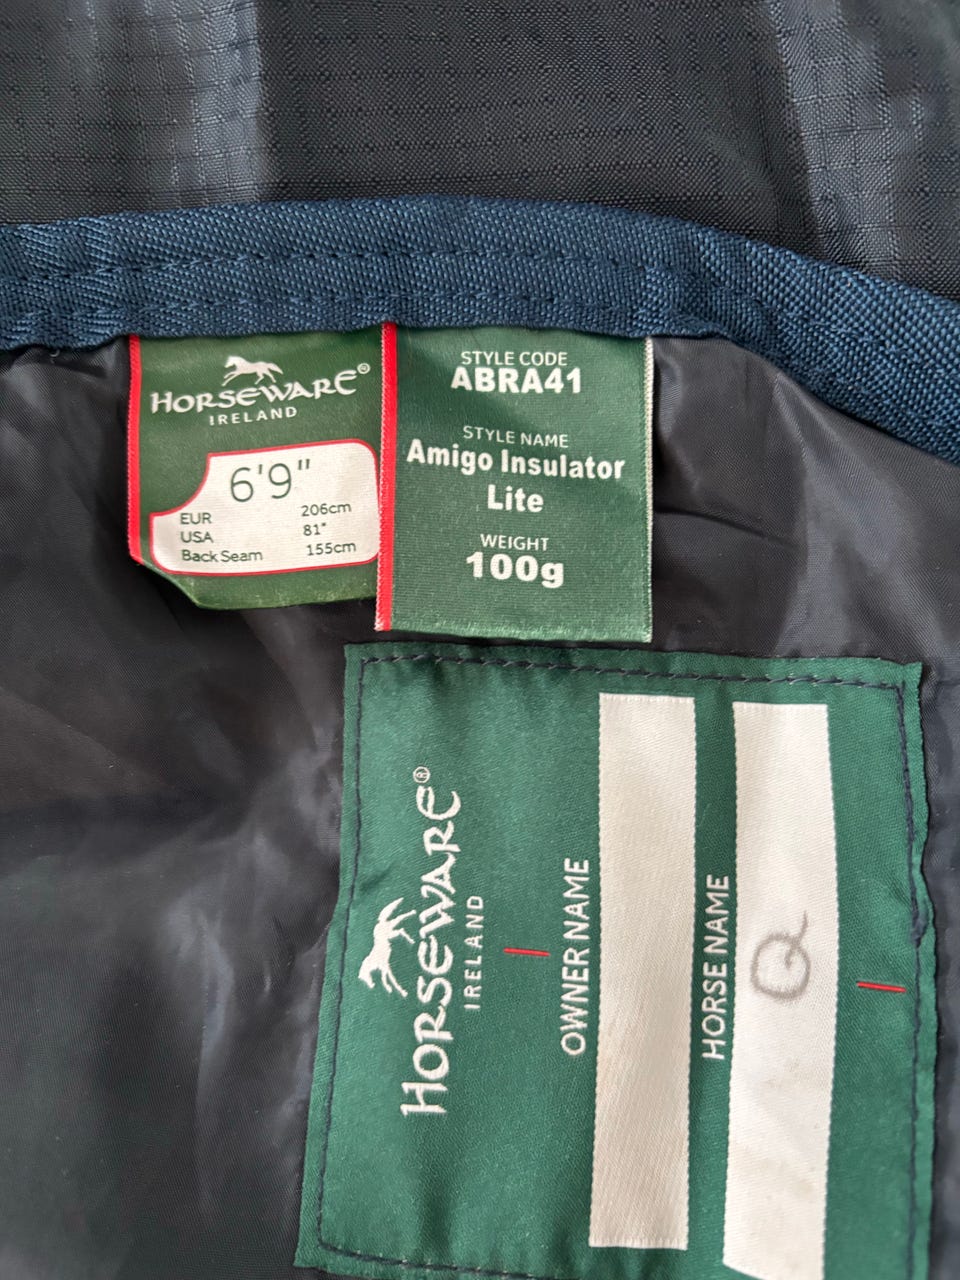 HORSEWARE®
IRELAND
6'9"
EUR 206cm
USA 81"
Back Seam 155cm
STYLE CODE
ABRA41
STYLE NAME
Amigo Insulator
Lite
WEIGHT
100g
HORSEWARE®
IRELAND
OWNER NAME
HORSE NAME
Q